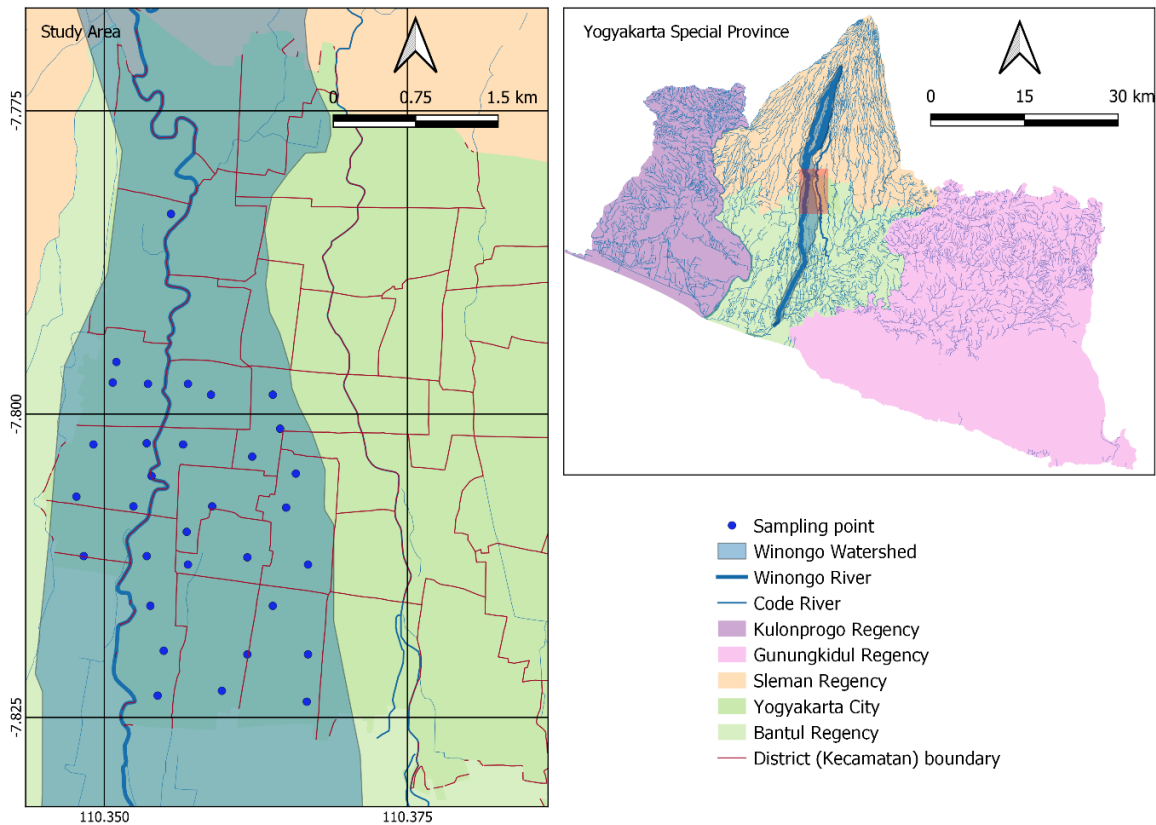 Study Area
0 0.75 1.5 km
-7.775
-7.800
-7.825
110.350 110.375
Yogyakarta Special Province
0 15 30 km
Sampling point
Winongo Watershed
Winongo River
Code River
Kulonprogo Regency
Gunungkidul Regency
Sleman Regency
Yogyakarta City
Bantul Regency
District (Kecamatan) boundary